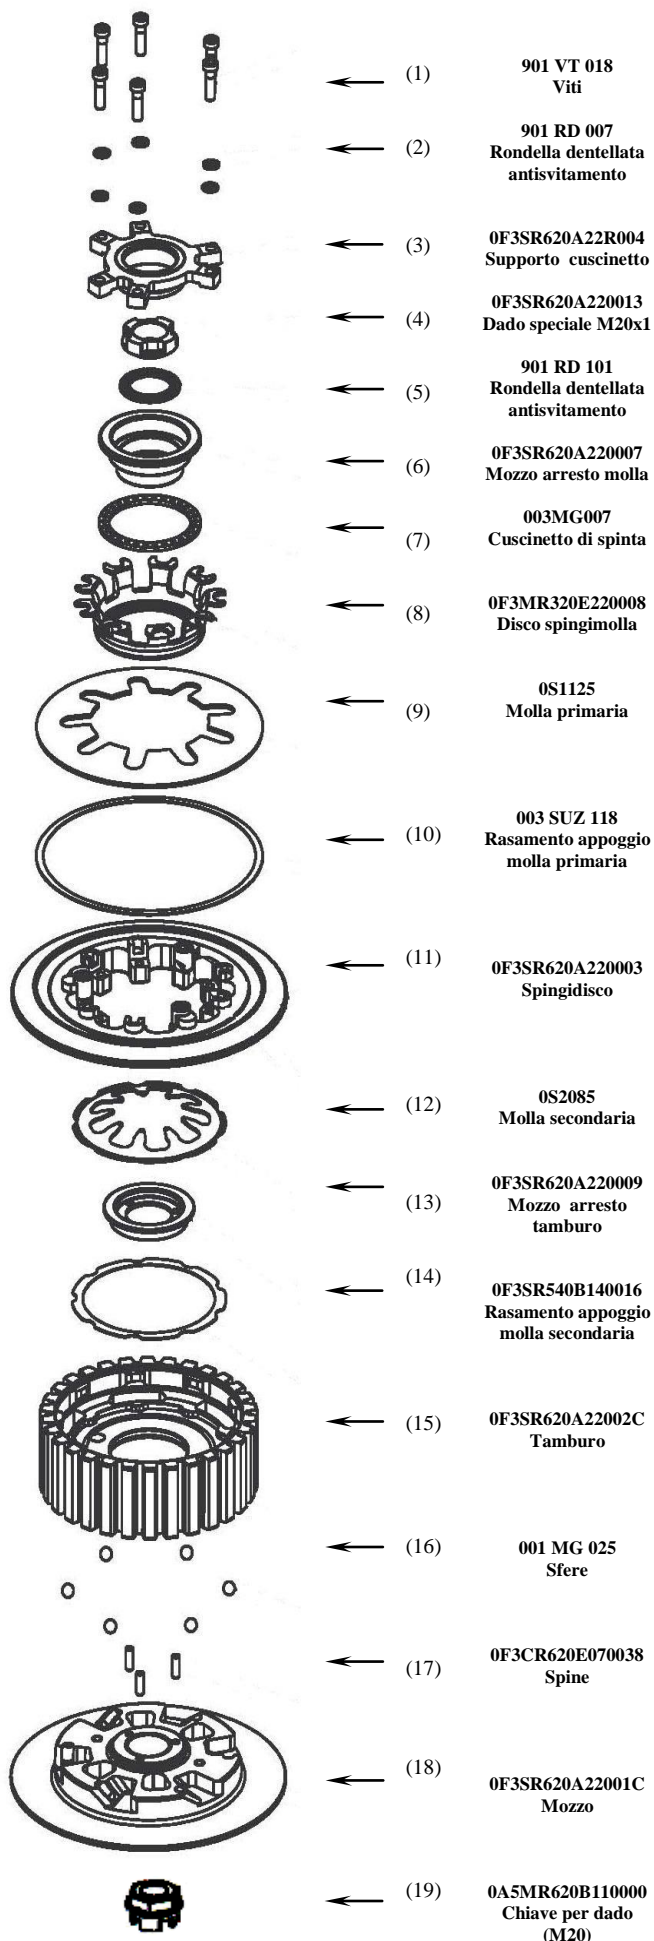 (1)
901 VT 018
Viti
(2)
901 RD 007
Rondella dentellata
antisvitamento
(3)
0F3SR620A22R004
Supporto cuscinetto
(4)
0F3SR620A220013
Dado speciale M20x1
(5)
901 RD 101
Rondella dentellata
antisvitamento
(6)
0F3SR620A220007
Mozzo arresto molla
(7)
003MG007
Cuscinetto di spinta
(8)
0F3MR320E220008
Disco spingimolla
(9)
0S1125
Molla primaria
(10)
003 SUZ 118
Rasamento appoggio
molla primaria
(11)
0F3SR620A220003
Spingidisco
(12)
0S2085
Molla secondaria
(13)
0F3SR620A220009
Mozzo arresto
tamburo
(14)
0F3SR540B140016
Rasamento appoggio
molla secondaria
(15)
0F3SR620A22002C
Tamburo
(16)
001 MG 025
Sfere
(17)
0F3CR620E070038
Spine
(18)
0F3SR620A22001C
Mozzo
(19)
0A5MR620B110000
Chiave per dado
(M20)